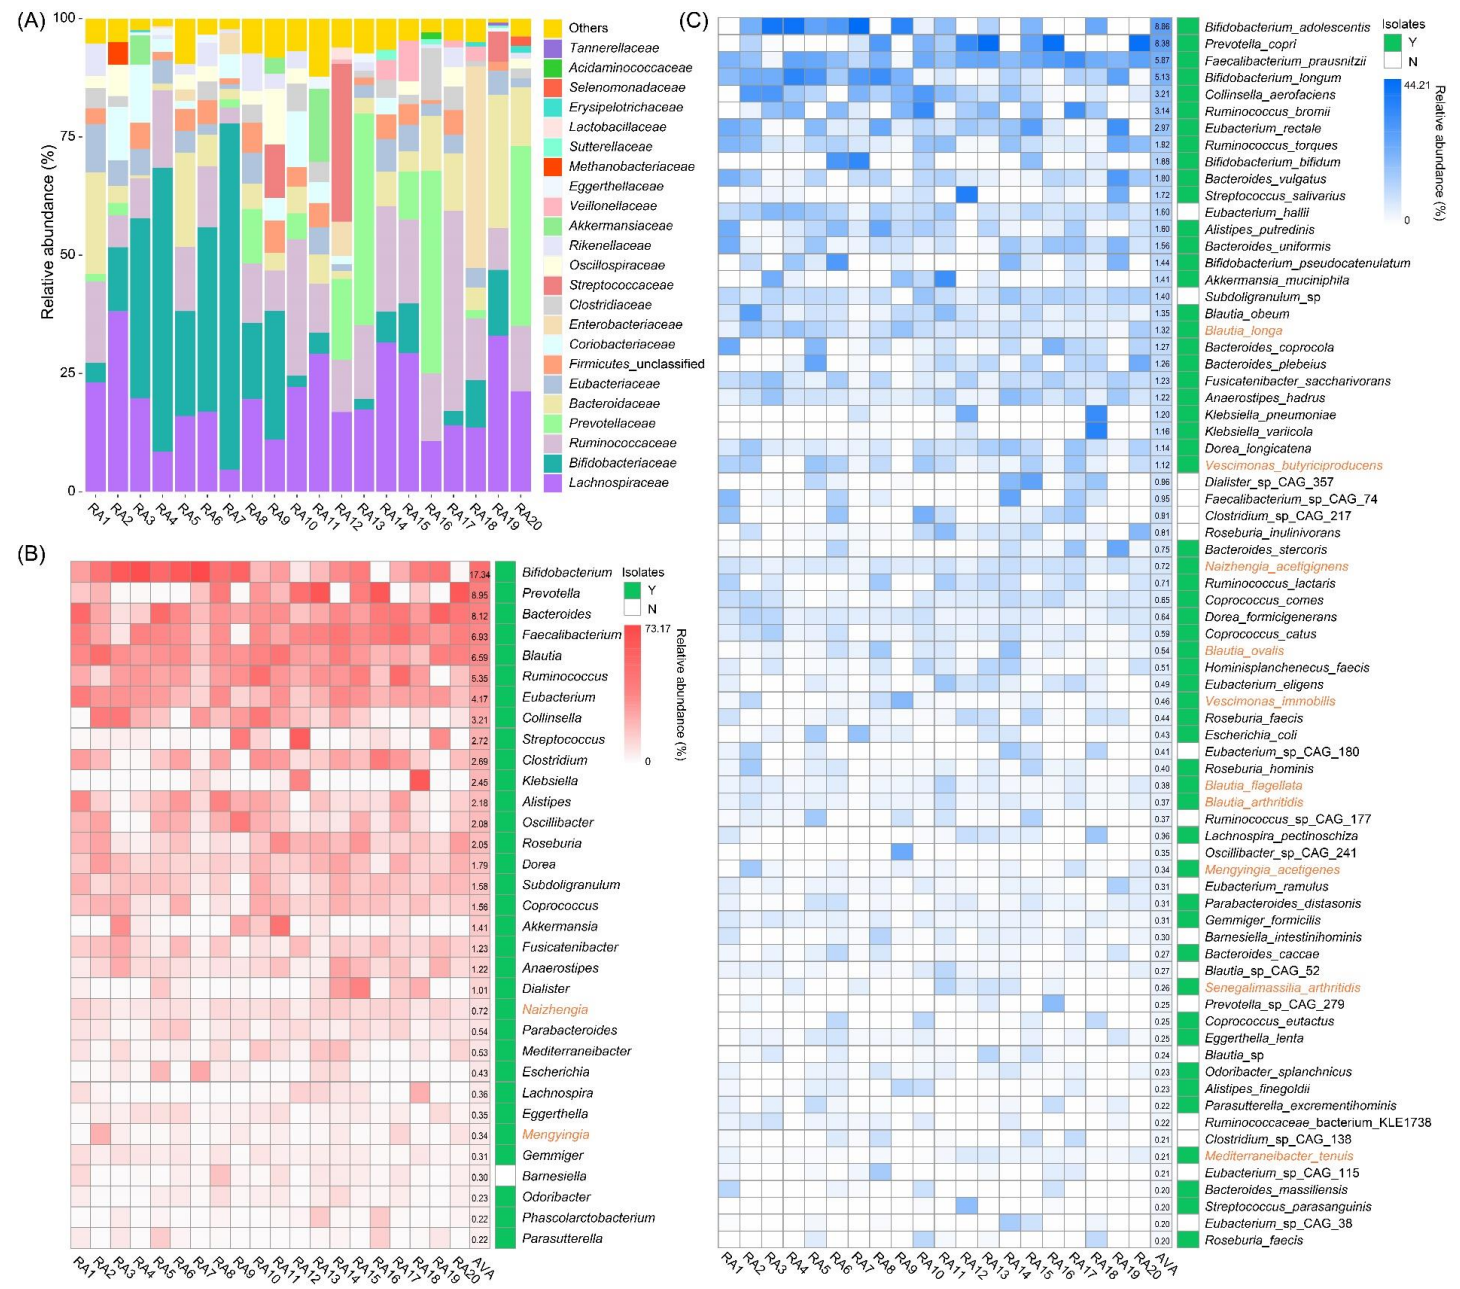 (A)
Relative abundance (%)
100
75
50
25
0
RA1 RA2 RA3 RA4 RA5 RA6 RA7 RA8 RA9 RA10 RA11 RA12 RA13 RA14 RA15 RA16 RA17 RA18 RA19 RA20
Others
Tannerellaceae
Acidaminococcaceae
Selenomonadaceae
Erysipelotrichaceae
Lactobacillaceae
Sutterellaceae
Methanobacteriaceae
Eggerthellaceae
Veillonellaceae
Akkermansiaceae
Rikenellaceae
Oscillospiraceae
Streptococcaceae
Clostridiaceae
Enterobacteriaceae
Coriobacteriaceae
Firmicutes_unclassified
Eubacteriaceae
Bacteroidaceae
Prevotellaceae
Ruminococcaceae
Bifidobacteriaceae
Lachnospiraceae
(B)
17.34 Bifidobacterium
8.95 Prevotella
8.12 Bacteroides
6.93 Faecalibacterium
6.59 Blautia
5.35 Ruminococcus
4.17 Eubacterium
3.21 Collinsella
2.72 Streptococcus
2.69 Clostridium
2.45 Klebsiella
2.18 Alistipes
2.08 Oscillibacter
2.05 Roseburia
1.79 Dorea
1.58 Subdoligranulum
1.56 Coprococcus
1.41 Akkermansia
1.23 Fusicatenibacter
1.22 Anaerostipes
1.01 Dialister
0.72 Naizhengia
0.54 Parabacteroides
0.53 Mediterraneibacter
0.43 Escherichia
0.36 Lachnospira
0.35 Eggerthella
0.34 Mengyingia
0.31 Gemmiger
0.30 Barnesiella
0.23 Odoribacter
0.22 Phascolarctobacterium
0.22 Parasutterella
RA1 RA2 RA3 RA4 RA5 RA6 RA7 RA8 RA9 RA10 RA11 RA12 RA13 RA14 RA15 RA16 RA17 RA18 RA19 RA20 AVA
Isolates
Y
N
73.17
0
Relative abundance (%)
(C)
8.86 Bifidobacterium_adolescentis
8.38 Prevotella_copri
5.87 Faecalibacterium_prausnitzii
5.13 Bifidobacterium_longum
3.21 Collinsella_aerofaciens
3.14 Ruminococcus_bromii
2.97 Eubacterium_rectale
1.92 Ruminococcus_torques
1.88 Bifidobacterium_bifidum
1.80 Bacteroides_vulgatus
1.72 Streptococcus_salivarius
1.60 Eubacterium_hallii
1.60 Alistipes_putredinis
1.56 Bacteroides_uniformis
1.44 Bifidobacterium_pseudocatenulatum
1.41 Akkermansia_muciniphila
1.40 Subdoligranulum_sp
1.35 Blautia_obeum
1.32 Blautia_longa
1.27 Bacteroides_coprocola
1.26 Bacteroides_plebeius
1.23 Fusicatenibacter_saccharivorans
1.22 Anaerostipes_hadrus
1.20 Klebsiella_pneumoniae
1.16 Klebsiella_variicola
1.14 Dorea_longicatena
1.12 Vescimonas_butyriciproducens
0.96 Dialister_sp_CAG_357
0.95 Faecalibacterium_sp_CAG_74
0.91 Clostridium_sp_CAG_217
0.81 Roseburia_inulinivorans
0.75 Bacteroides_stercoris
0.72 Naizhengia_acetigignens
0.71 Ruminococcus_lactaris
0.65 Coprococcus_comes
0.64 Dorea_formicigenerans
0.59 Coprococcus_catus
0.54 Blautia_ovalis
0.51 Hominisplanchenecus_faecis
0.49 Eubacterium_eligens
0.46 Vescimonas_immobilis
0.44 Roseburia_faecis
0.43 Escherichia_coli
0.41 Eubacterium_sp_CAG_180
0.40 Roseburia_hominis
0.38 Blautia_flagellata
0.37 Blautia_arthritidis
0.37 Ruminococcus_sp_CAG_177
0.36 Lachnospira_pectinoschiza
0.35 Oscillibacter_sp_CAG_241
0.34 Mengyingia_acetigenes
0.31 Eubacterium_ramulus
0.31 Parabacteroides_distasonis
0.31 Gemmiger_formicilis
0.30 Barnesiella_intestinihominis
0.27 Bacteroides_caccae
0.27 Blautia_sp_CAG_52
0.26 Senegalimassilia_arthritidis
0.25 Prevotella_sp_CAG_279
0.25 Coprococcus_eutactus
0.25 Eggerthella_lenta
0.24 Blautia_sp
0.23 Odoribacter_splanchnicus
0.23 Alistipes_finegoldii
0.22 Parasutterella_excrementihominis
0.22 Ruminococcaceae_bacterium_KLE1738
0.21 Clostridium_sp_CAG_138
0.21 Mediterraneibacter_tenuis
0.21 Eubacterium_sp_CAG_115
0.20 Bacteroides_massiliensis
0.20 Streptococcus_parasanguinis
0.20 Eubacterium_sp_CAG_38
0.20 Roseburia_faecis
RA1 RA2 RA3 RA4 RA5 RA6 RA7 RA8 RA9 RA10 RA11 RA12 RA13 RA14 RA15 RA16 RA17 RA18 RA19 RA20 AVA
Isolates
Y
N
44.21
0
Relative abundance (%)